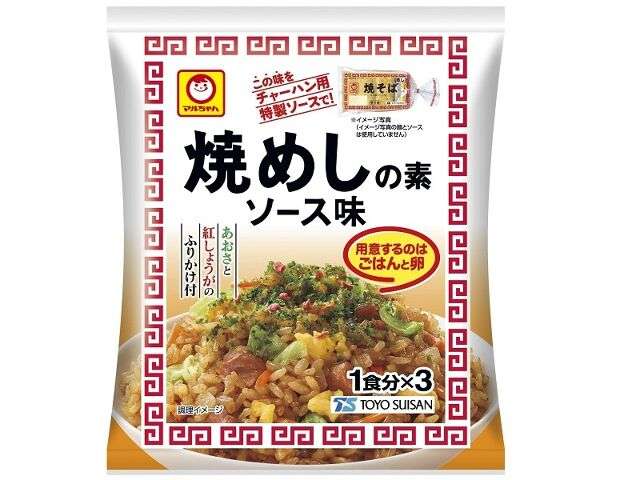 マルちゃん
この味を
チャーハン用
特製ソースで!
焼そば
※イメージ写真
(イメージ写真の麺とソース
は使用していません)
焼めしの素
ソース味
あおさと
紅しょうがの
ふりかけ付
用意するのは
ごはんと卵
1食分×3
TS TOYO SUISAN
調理イメージ